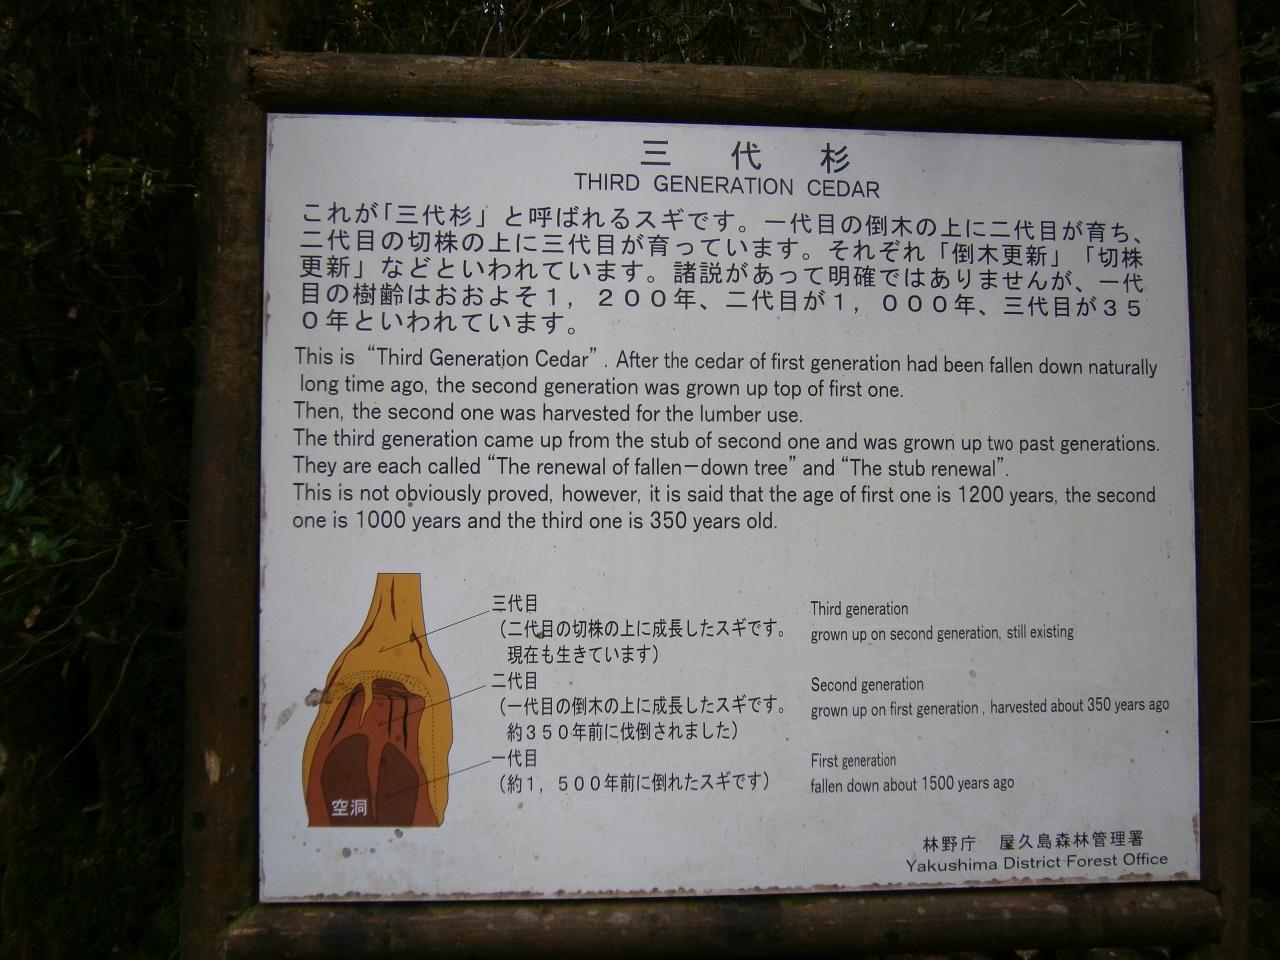 三 代 杉
THIRD GENERATION CEDAR
これが「三代杉」と呼ばれるスギです。一代目の倒木の上に二代目が育ち、
二代目の切株の上に三代目が育っています。それぞれ「倒木更新」「切株
更新」などといわれています。諸説があって明確ではありませんが、一代
目の樹齢はおおよそ１，２００年、二代目が１，０００年、三代目が３５
０年といわれています。
This is “Third Generation Cedar” . After the cedar of first generation had been fallen down naturally
long time ago, the second generation was grown up top of first one.
Then, the second one was harvested for the lumber use.
The third generation came up from the stub of second one and was grown up two past generations.
They are each called “The renewal of fallen－down tree” and “The stub renewal”.
This is not obviously proved, however, it is said that the age of first one is 1200 years, the second
one is 1000 years and the third one is 350 years old.
三代目
（二代目の切株の上に成長したスギです。
現在も生きています）
Third generation
grown up on second generation, still existing
二代目
（一代目の倒木の上に成長したスギです。
約３５０年前に伐倒されました）
Second generation
grown up on first generation , harvested about 350 years ago
一代目
（約１，５００年前に倒れたスギです）
First generation
fallen down about 1500 years ago
空洞
林野庁 屋久島森林管理署
Yakushima District Forest Office